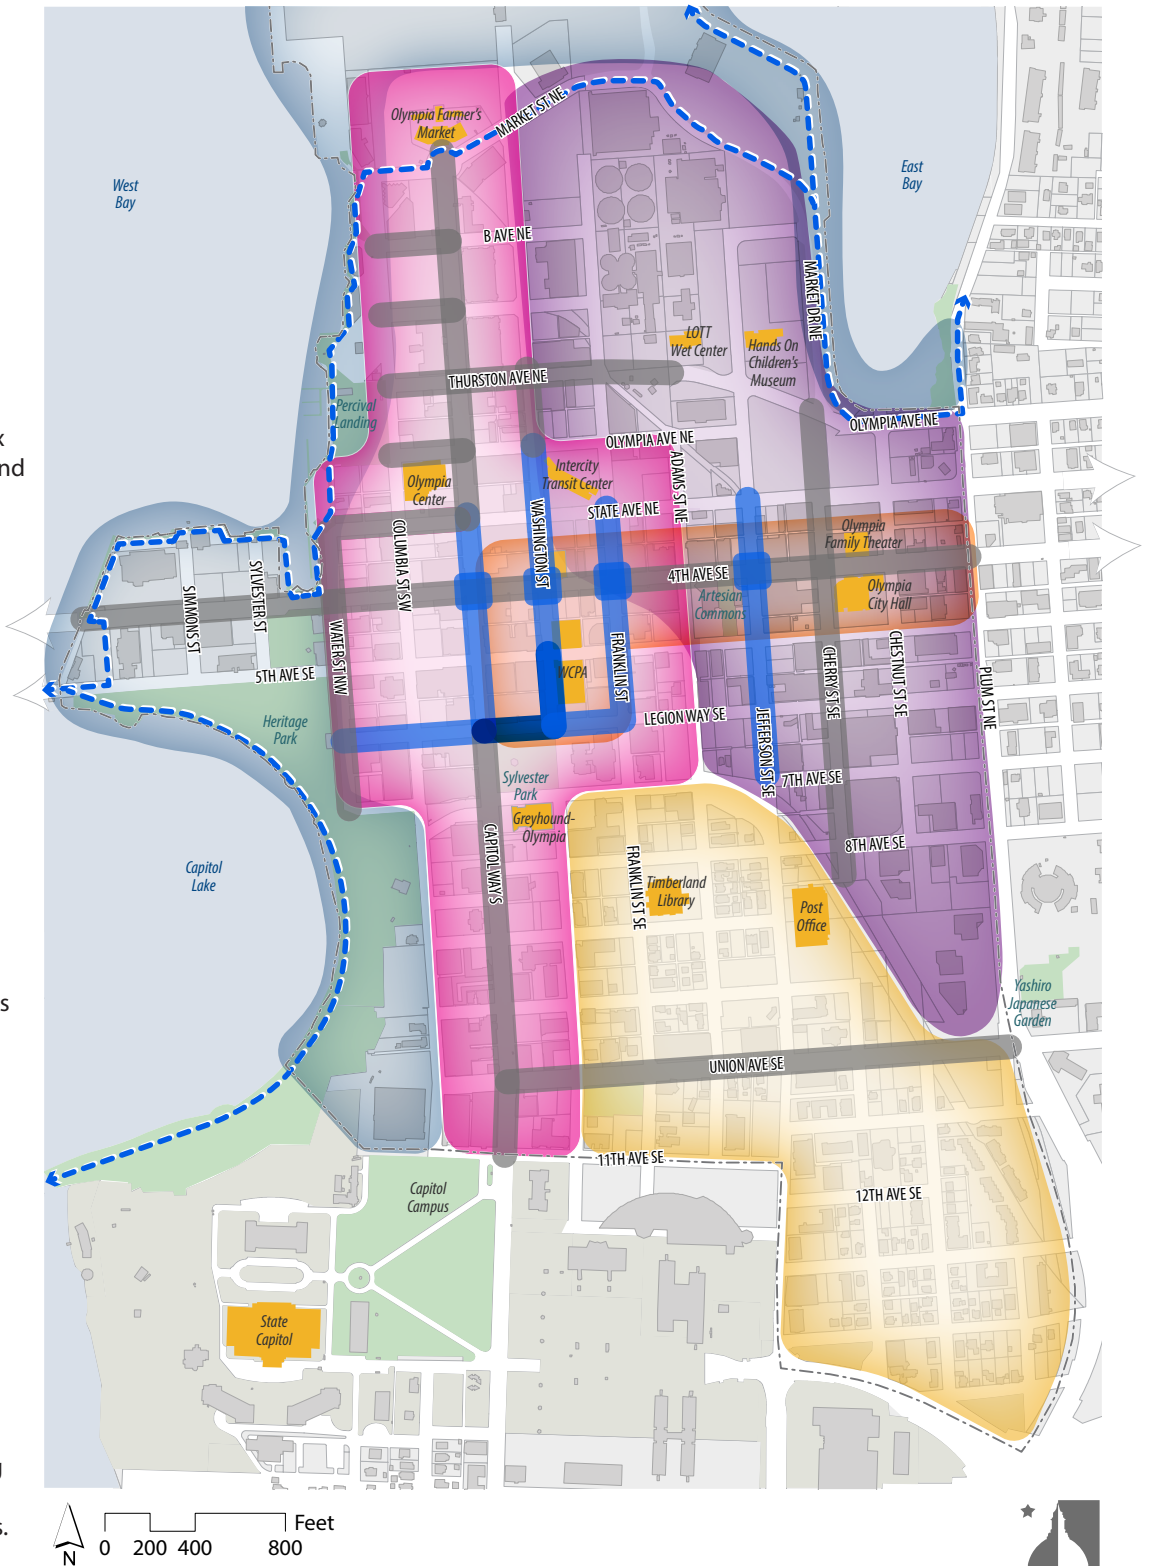 Olympia Farmer's
Market
MARKET ST NE
West
Bay
East
Bay
B AVE NE
MARKET DR NE
LOTT
Wet Center
Hands On
Children's
Museum
THURSTON AVE NE
Percival
Landing
OLYMPIA AVE NE
OLYMPIA AVE NE
ADAMS ST NE
x
nd
Intercity
Transit Center
Olympia
Center
STATE AVE NE
WASHINGTON ST
COLUMBIA ST SW
Olympia
Family Theater
SYLVESTER ST
SIMMONS ST
4TH AVE SE
Artesian
Commons
Olympia
City Hall
WATER ST NW
FRANKLIN ST
CHERRY ST SE
CHESTNUT ST SE
PLUM ST NE
5TH AVE SE
WCPA
Heritage
Park
LEGION WAY SE
JEFFERSON ST SE
7TH AVE SE
Sylvester
Park
Greyhound-
Olympia
CAPITOL WAY S
FRANKLIN ST SE
8TH AVE SE
Capitol
Lake
Timberland
Library
Post
Office
s
Yashiro
Japanese
Garden
UNION AVE SE
11TH AVE SE
Capitol
Campus
12TH AVE SE
State
Capitol
s.
N
0 200 400 800 Feet